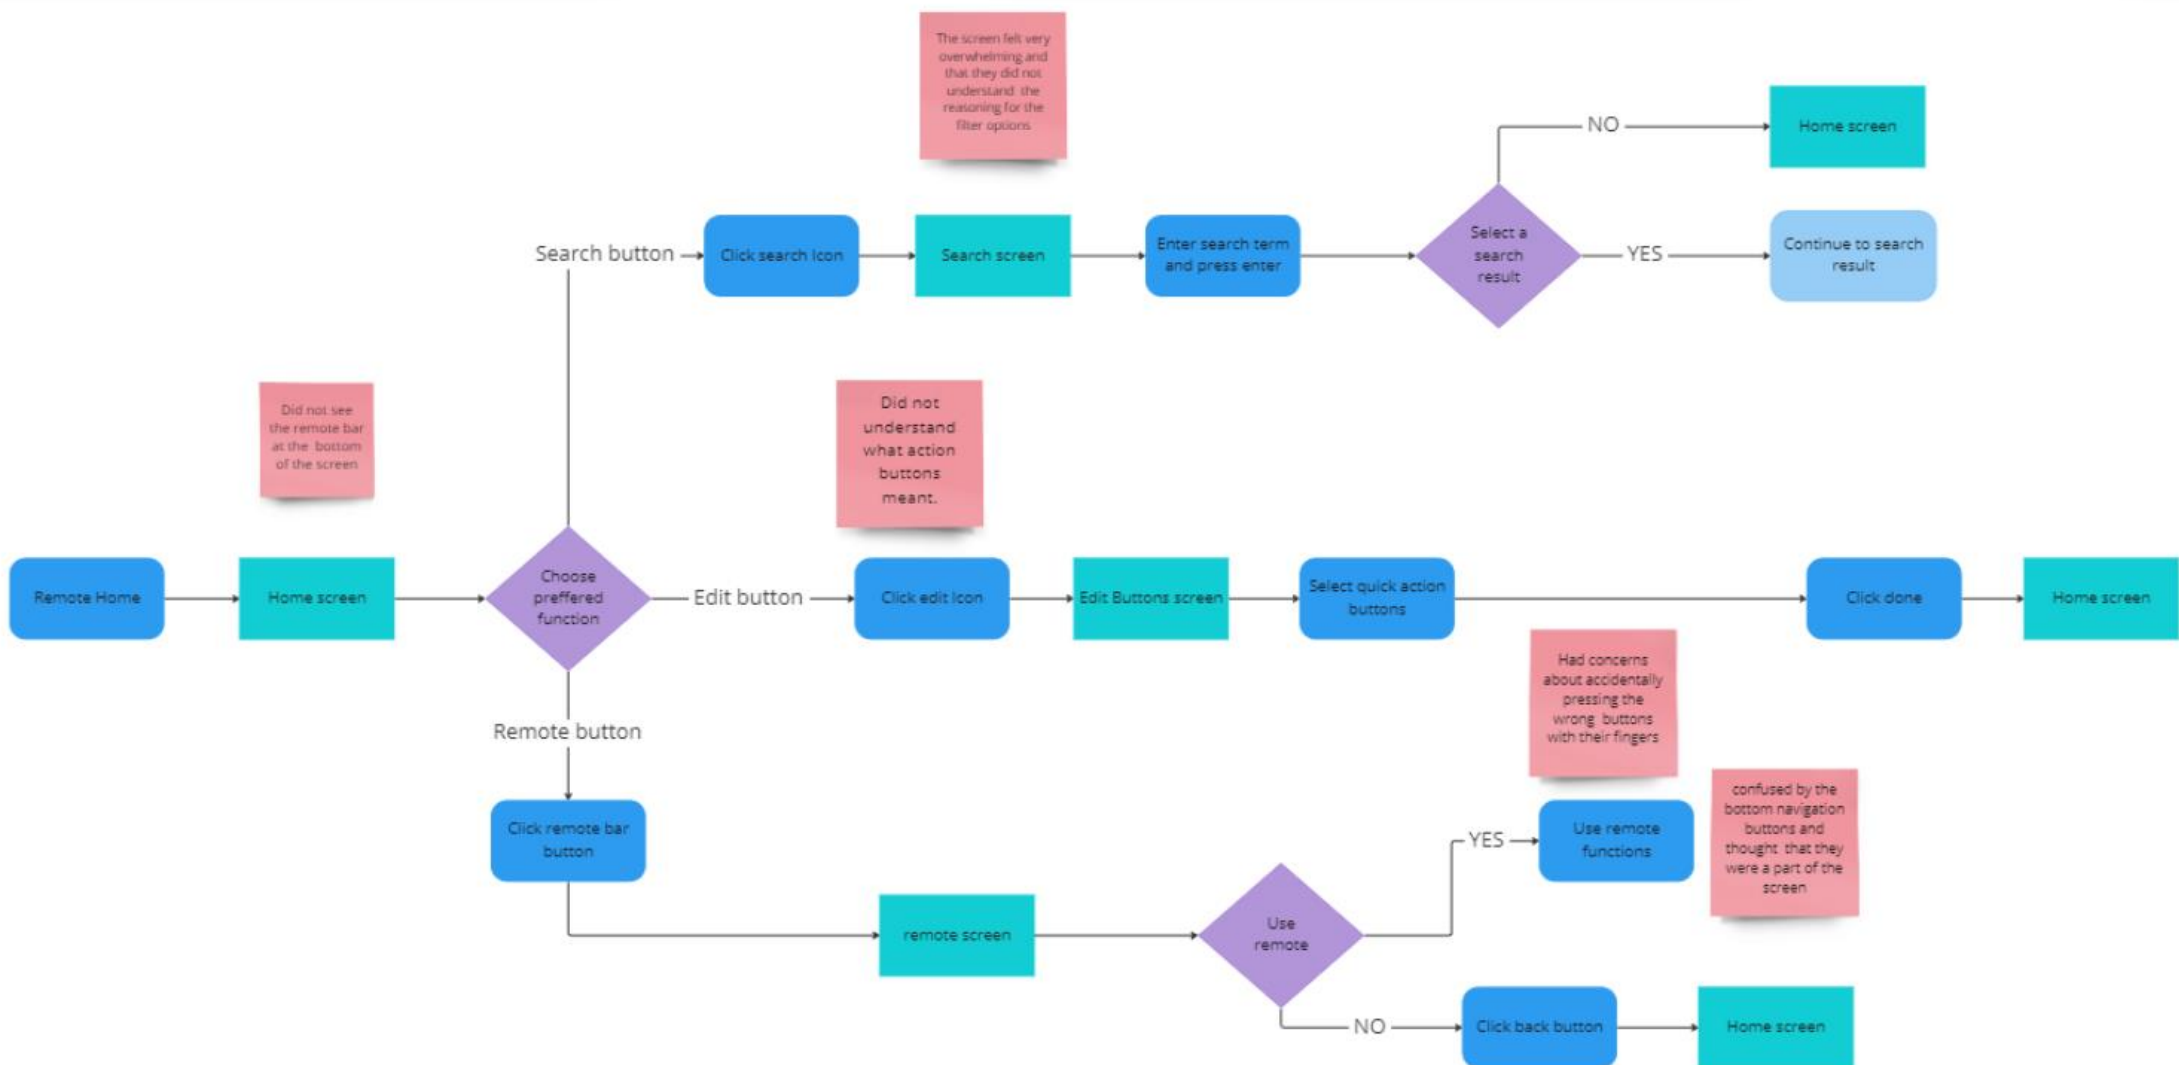 The screen felt very
overwhelming and
that they did not
understand the
reasoning for the
filter options
NO
Home screen
Search button
Click search Icon
Search screen
Enter search term
and press enter
Select a
search
result
YES
Continue to search
result
Did not see
the remote bar
at the bottom
of the screen
Did not
understand
what action
buttons
meant.
Remote Home
Home screen
Choose
preffered
function
Edit button
Click edit Icon
Edit Buttons screen
Select quick action
buttons
Click done
Home screen
Had concerns
about accidentally
pressing the
wrong buttons
with their fingers
Remote button
Click remote bar
button
remote screen
Use
remote
YES
Use remote
functions
confused by the
bottom navigation
buttons and
thought that they
were a part of the
screen
NO
Click back button
Home screen